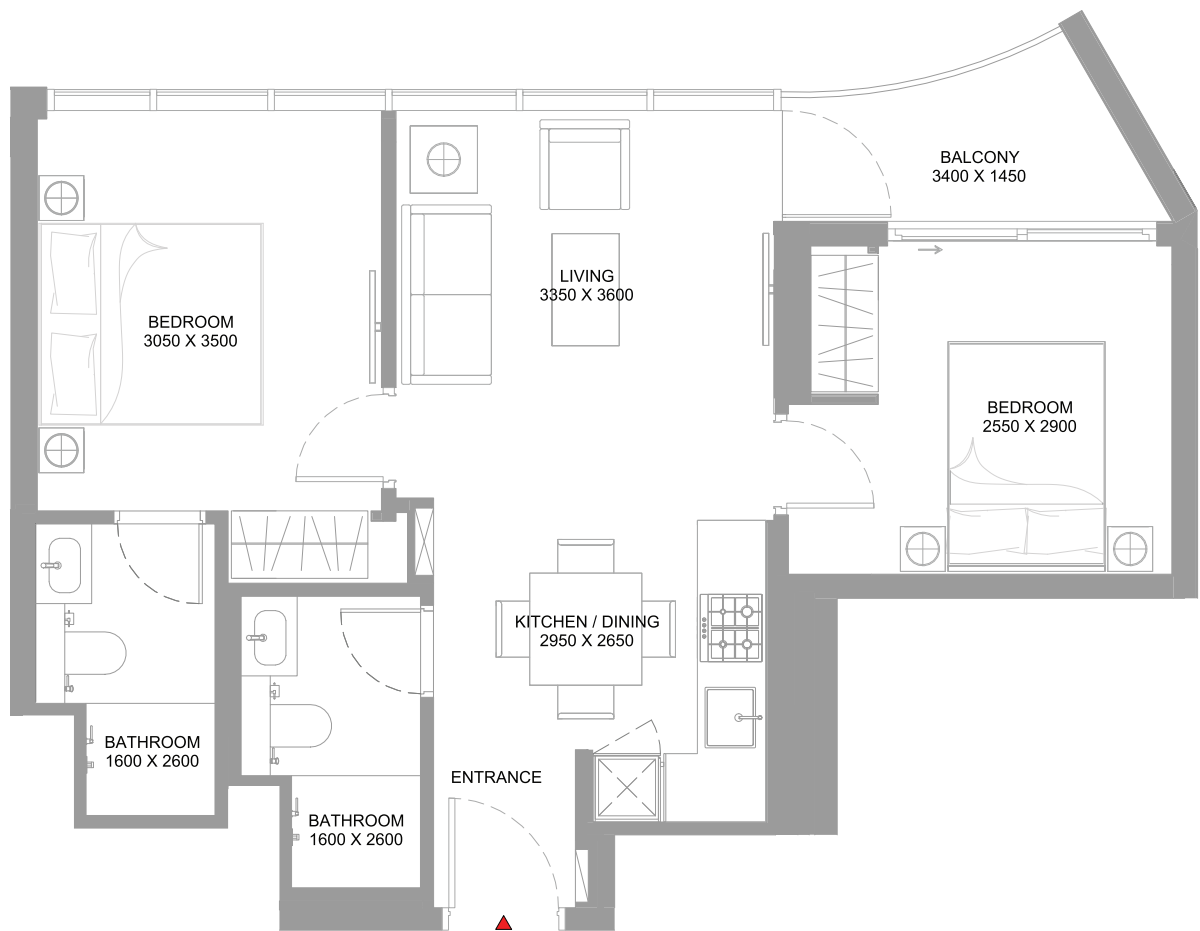 BALCONY
3400 X 1450
LIVING
3350 X 3600
BEDROOM
3050 X 3500
BEDROOM
2550 X 2900
KITCHEN / DINING
2950 X 2650
BATHROOM
1600 X 2600
ENTRANCE
BATHROOM
1600 X 2600